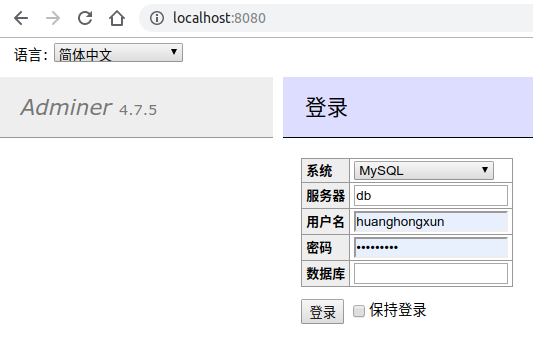 localhost:8080
语言: 简体中文
Adminer 4.7.5
登录
系统 MySQL
服务器 db
用户名 huanghongxun
密码 •••••••••
数据库
登录 保持登录